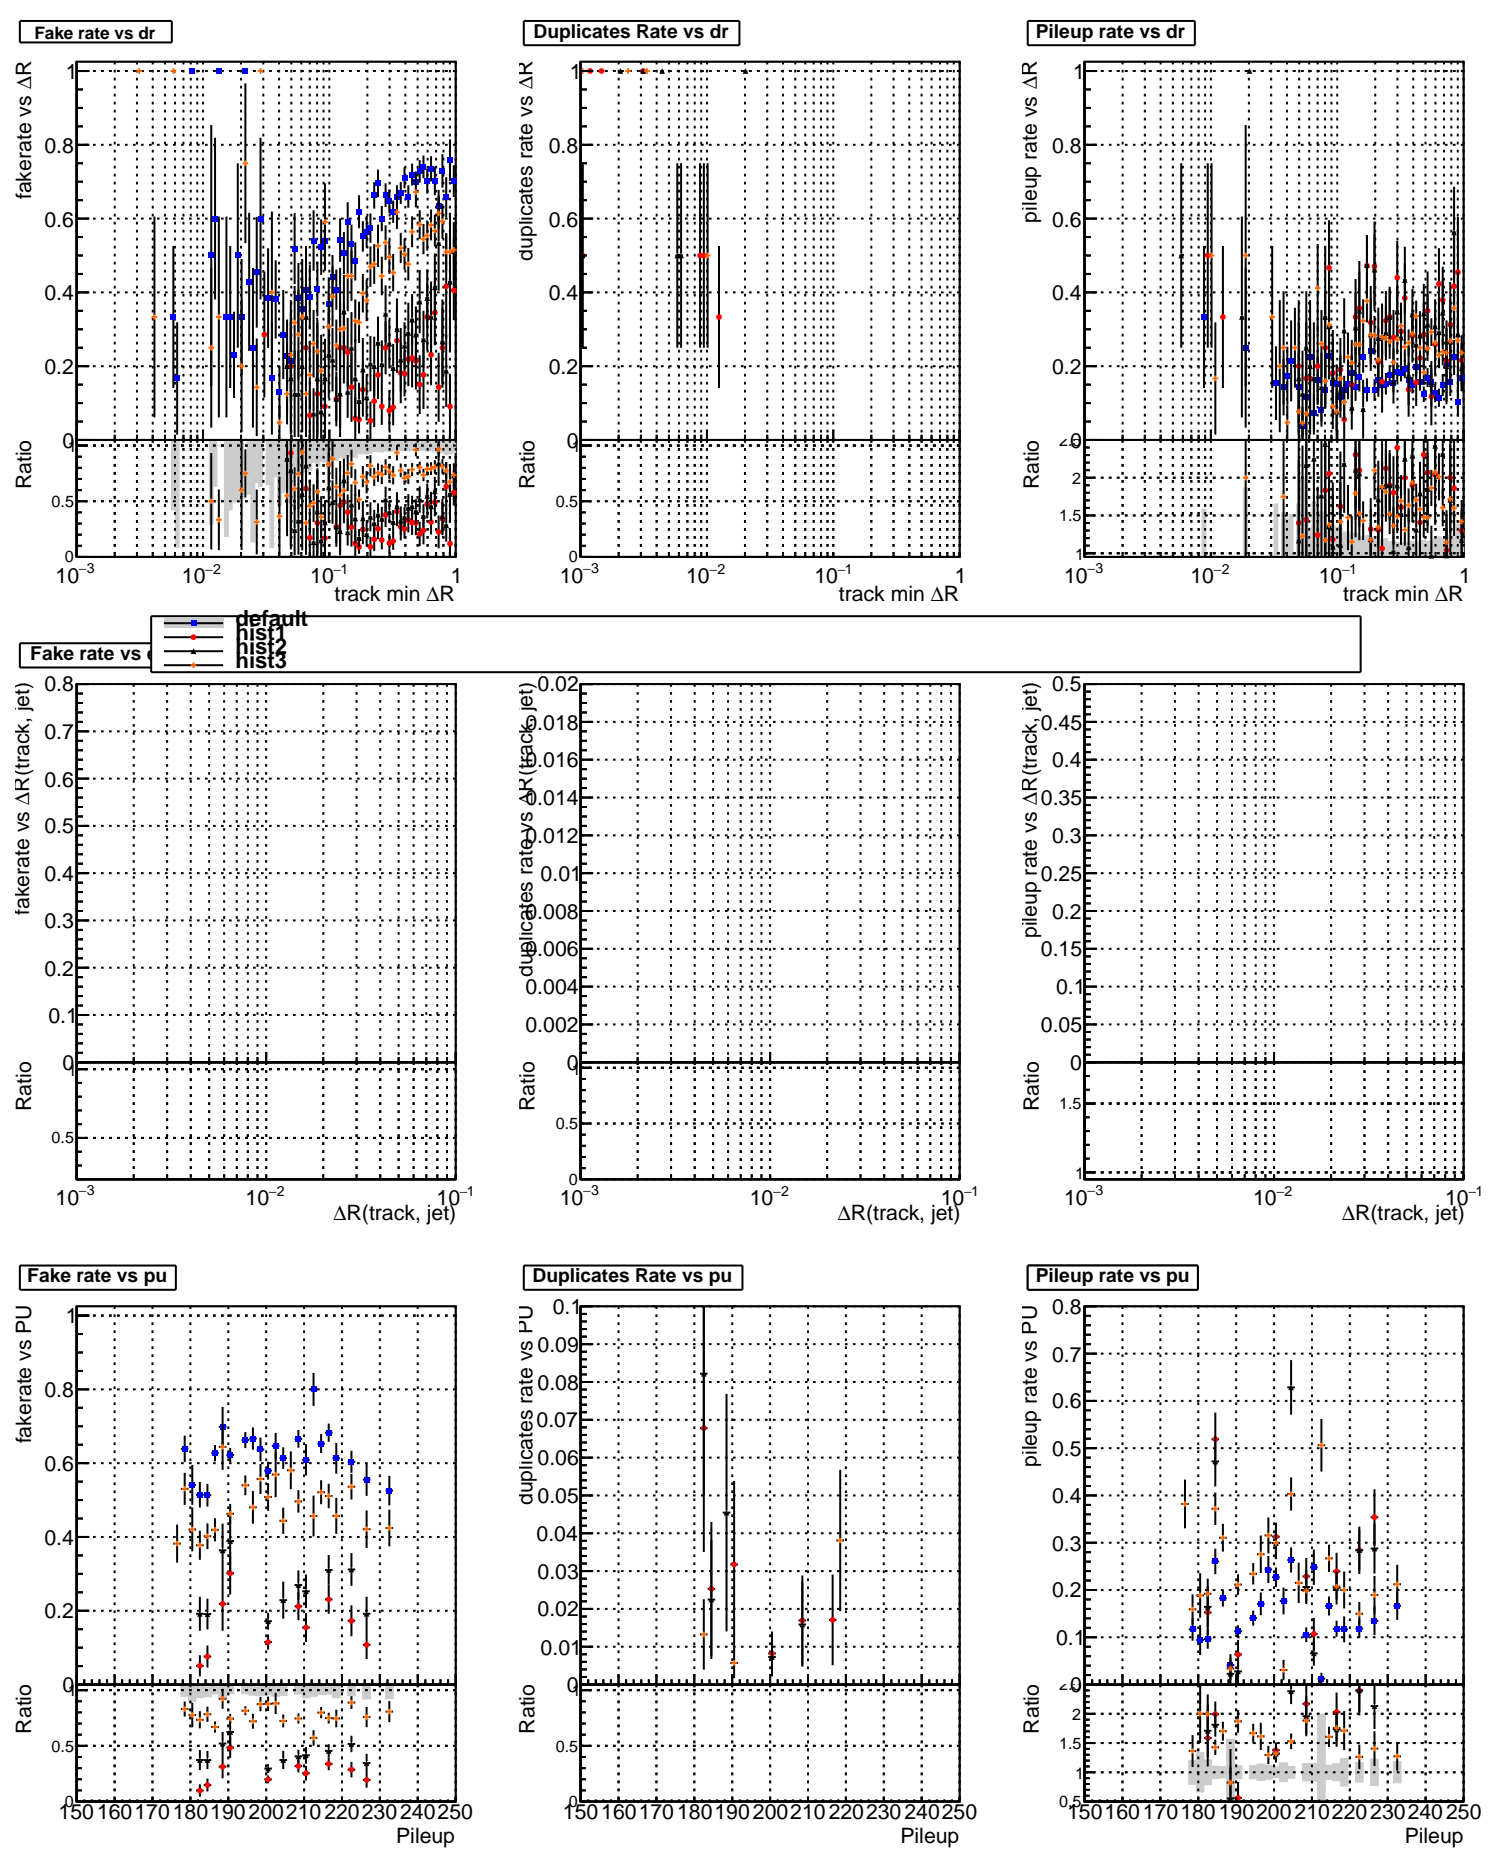 Fake rate vs dr
fakerate vs ΔR
1
0.8
0.6
0.4
0.2
0
Ratio
0.5
0
10−3
10−2
10−1
1
track min ΔR
Duplicates Rate vs dr
duplicates rate vs ΔR
1
0.8
0.6
0.4
0.2
0
Ratio
0.5
0
10−3
10−2
10−1
1
track min ΔR
Pileup rate vs dr
pileup rate vs ΔR
1
0.8
0.6
0.4
0.2
0
Ratio
2
1.5
1
10−3
10−2
10−1
1
track min ΔR
default
hist1
hist2
hist3
Fake rate vs
fakerate vs ΔR(track, jet)
0.8
0.7
0.6
0.5
0.4
0.3
0.2
0.1
0
Ratio
0.5
10−3
10−2
10−1
ΔR(track, jet)
duplicates rate vs ΔR(track, jet)
0.02
0.018
0.016
0.014
0.012
0.01
0.008
0.006
0.004
0.002
0
Ratio
0.5
0
10−3
10−2
10−1
ΔR(track, jet)
pileup rate vs ΔR(track, jet)
0.5
0.45
0.4
0.35
0.3
0.25
0.2
0.15
0.1
0.05
0
Ratio
1.5
1
10−3
10−2
10−1
ΔR(track, jet)
Fake rate vs pu
fakerate vs PU
1
0.8
0.6
0.4
0.2
0
Ratio
0.5
0
150 160 170 180 190 200 210 220 230 240 250
Pileup
Duplicates Rate vs pu
duplicates rate vs PU
0.1
0.09
0.08
0.07
0.06
0.05
0.04
0.03
0.02
0.01
0
Ratio
0.5
0
150 160 170 180 190 200 210 220 230 240 250
Pileup
Pileup rate vs pu
pileup rate vs PU
0.8
0.7
0.6
0.5
0.4
0.3
0.2
0.1
0
Ratio
2
1.5
1
0.5
150 160 170 180 190 200 210 220 230 240 250
Pileup